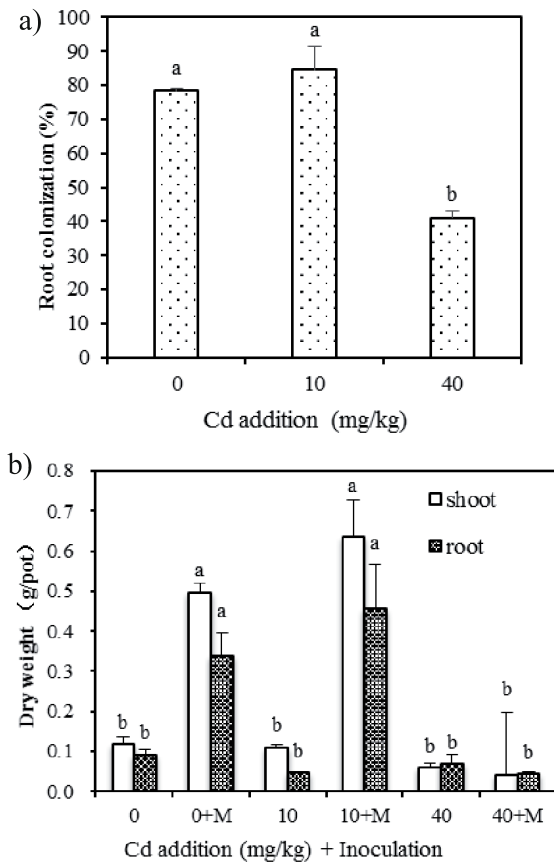 a)
100
90
80
70
60
50
40
30
20
10
0
Root colonization (%)
a
a
b
0 10 40
Cd addition (mg/kg)
b)
0.8
0.7
0.6
0.5
0.4
0.3
0.2
0.1
0.0
Dry weight (g/pot)
shoot
root
b b a a b b a a b b b b
0 0+M 10 10+M 40 40+M
Cd addition (mg/kg) + Inoculation